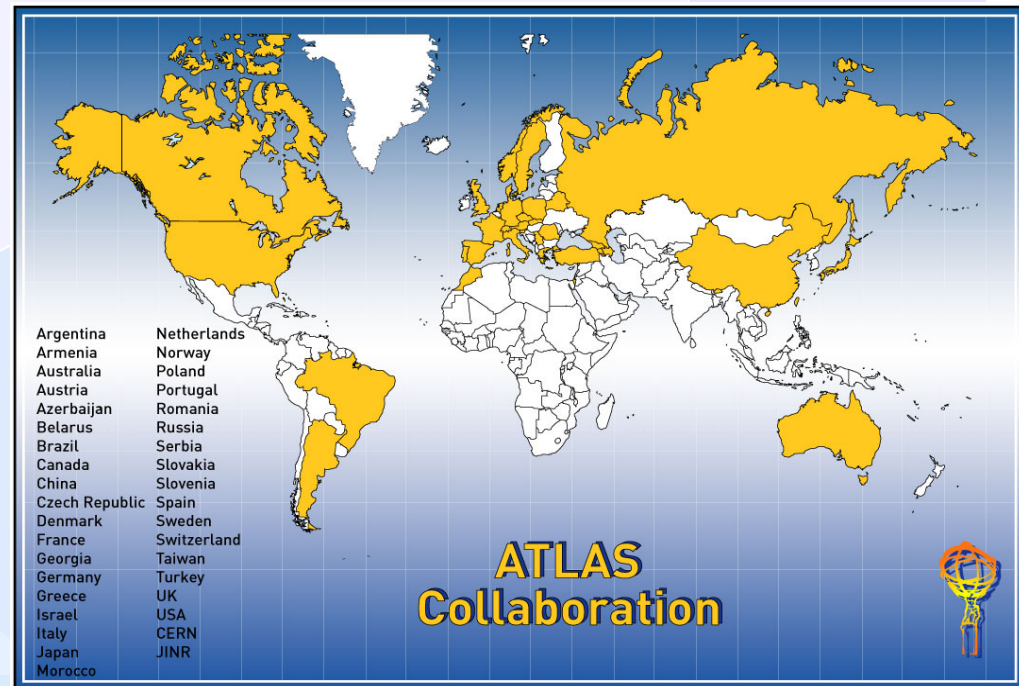 Argentina
Armenia
Australia
Austria
Azerbaijan
Belarus
Brazil
Canada
China
Czech Republic
Denmark
France
Georgia
Germany
Greece
Israel
Italy
Japan
Morocco
Netherlands
Norway
Poland
Portugal
Romania
Russia
Serbia
Slovakia
Slovenia
Spain
Sweden
Switzerland
Taiwan
Turkey
UK
USA
CERN
JINR
ATLAS
Collaboration